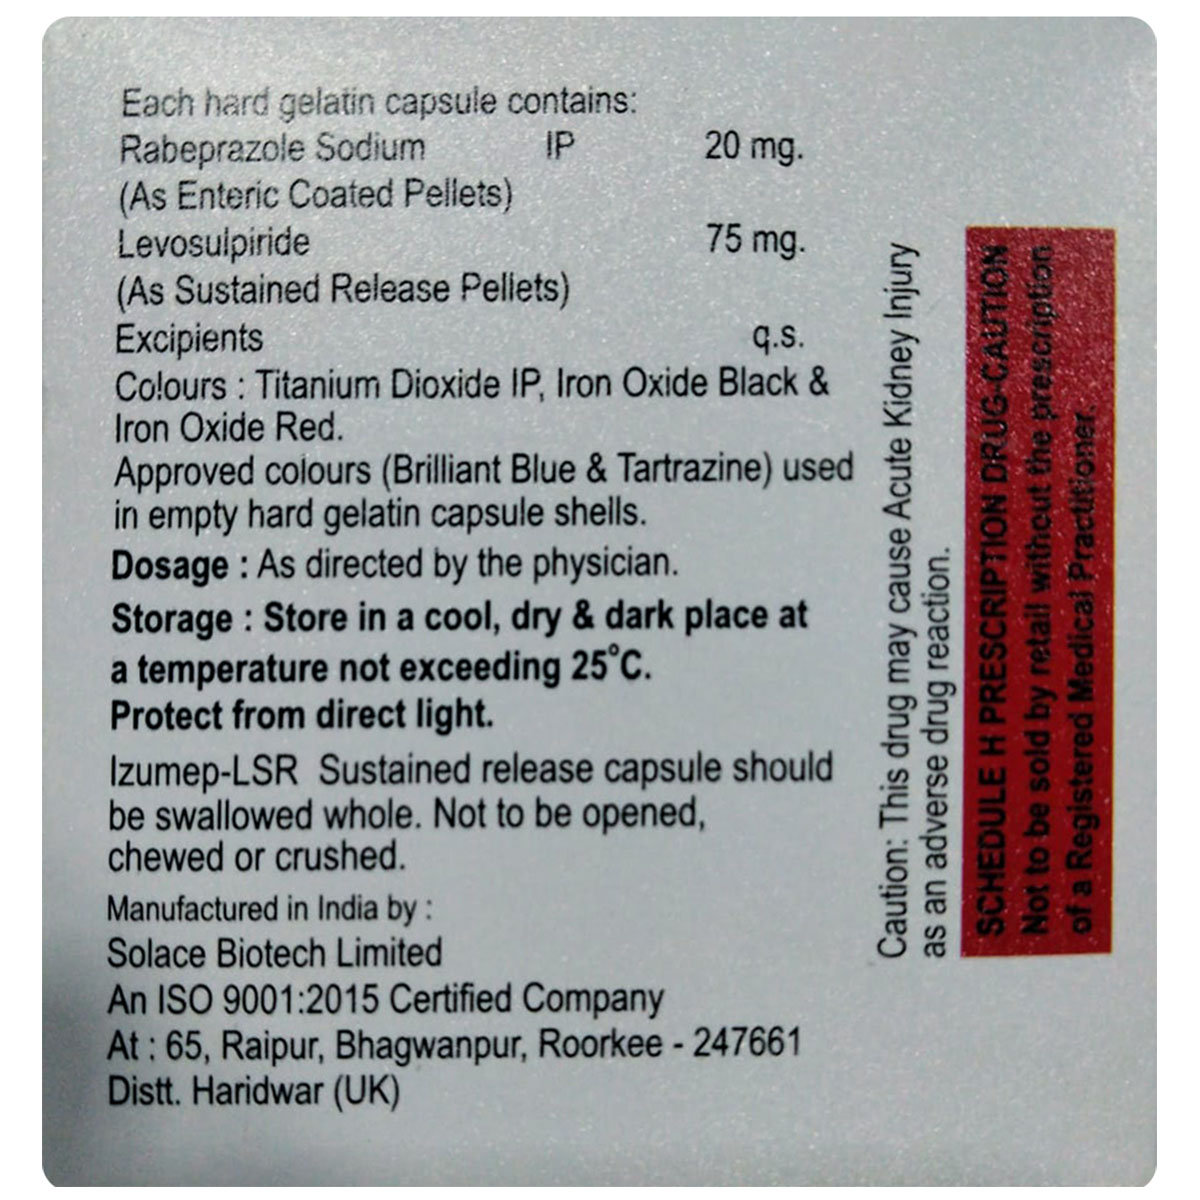 Each hard gelatin capsule contains:
Rabeprazole Sodium IP 20 mg.
(As Enteric Coated Pellets)
Levosulpiride 75 mg.
(As Sustained Release Pellets)
Excipients q.s.
Colours : Titanium Dioxide IP, Iron Oxide Black &
Iron Oxide Red.
Approved colours (Brilliant Blue & Tartrazine) used
in empty hard gelatin capsule shells.
Dosage : As directed by the physician.
Storage : Store in a cool, dry & dark place at
a temperature not exceeding 25°C.
Protect from direct light.
Izumep-LSR Sustained release capsule should
be swallowed whole. Not to be opened,
chewed or crushed.
Manufactured in India by :
Solace Biotech Limited
An ISO 9001:2015 Certified Company
At : 65, Raipur, Bhagwanpur, Roorkee - 247661
Distt. Haridwar (UK)
Caution: This drug may cause Acute Kidney Injury
as an adverse drug reaction.
SCHEDULE H PRESCRIPTION DRUG-CAUTION
Not to be sold by retail without the prescription
of a Registered Medical Practitioner.